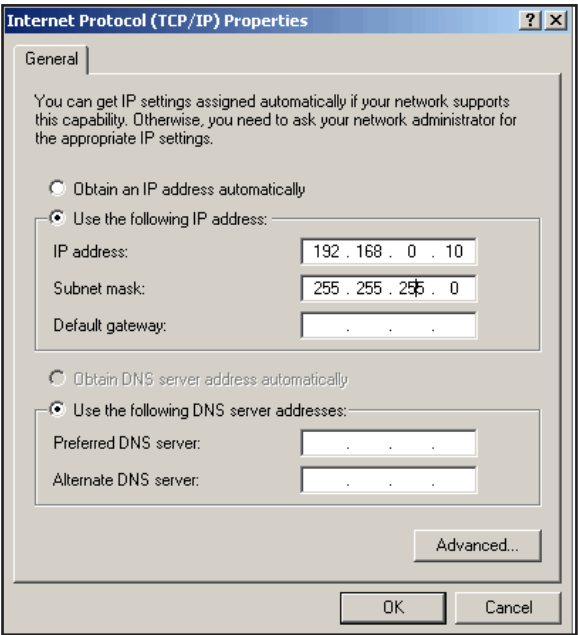 Internet Protocol (TCP/IP) Properties
General
You can get IP settings assigned automatically if your network supports
this capability. Otherwise, you need to ask your network administrator for
the appropriate IP settings.
Obtain an IP address automatically
Use the following IP address:
IP address: 192 . 168 . 0 . 10
Subnet mask: 255 . 255 . 255 . 0
Default gateway: . . .
Obtain DNS server address automatically
Use the following DNS server addresses:
Preferred DNS server: . . .
Alternate DNS server: . . .
Advanced...
OK Cancel